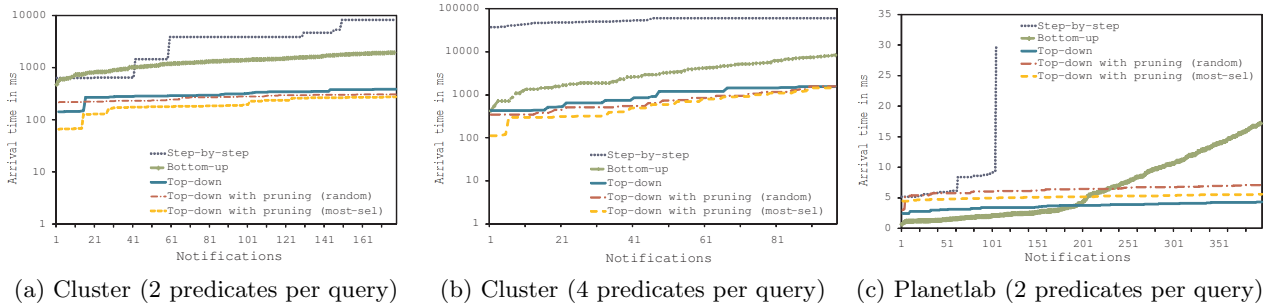 10000
1000
100
10
1
Arrival time in ms
Step-by-step
Bottom-up
Top-down
Top-down with pruning (random)
Top-down with pruning (most-sel)
1 21 41 61 81 101 121 141 161
Notifications
(a) Cluster (2 predicates per query)
100000
10000
1000
100
10
1
Arrival time in ms
Step-by-step
Bottom-up
Top-down
Top-down with pruning (random)
Top-down with pruning (most-sel)
1 21 41 61 81
Notifications
(b) Cluster (4 predicates per query)
35
30
25
20
15
10
5
0
Arrival time in ms
Step-by-step
Bottom-up
Top-down
Top-down with pruning (random)
Top-down with pruning (most-sel)
1 51 101 151 201 251 301 351
Notifications
(c) Planetlab (2 predicates per query)